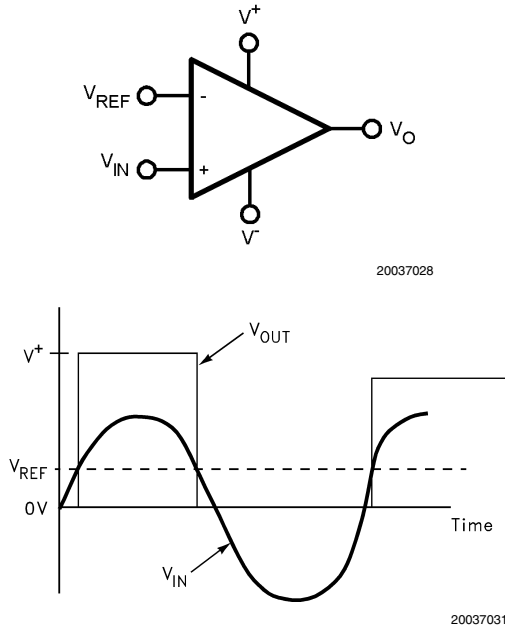 V+
VREF
-
VIN
+
VO
V-
20037028
V+
VOUT
VREF
0V
Time
VIN
20037031